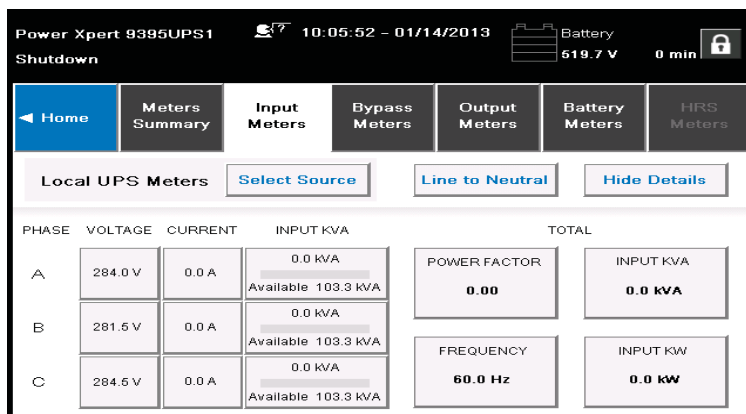 Power Xpert 9395UPS1
? 10:05:52 - 01/14/2013
Battery
Shutdown
519.7 V
0 min
◄ Home
Meters Summary
Input Meters
Bypass Meters
Output Meters
Battery Meters
HRS Meters
Local UPS Meters
Select Source
Line to Neutral
Hide Details
PHASE VOLTAGE CURRENT INPUT KVA
TOTAL
A
284.0 V
0.0 A
0.0 kVA
Available 103.3 kVA
B
281.5 V
0.0 A
0.0 kVA
Available 103.3 kVA
C
284.5 V
0.0 A
0.0 kVA
Available 103.3 kVA
POWER FACTOR
0.00
INPUT KVA
0.0 kVA
FREQUENCY
60.0 Hz
INPUT KW
0.0 kW